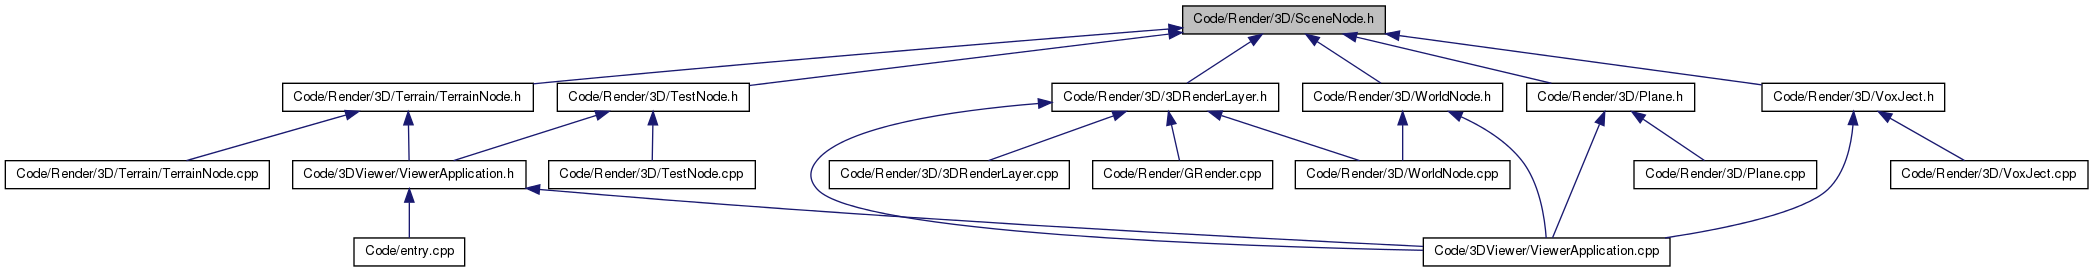 Code/Render/3D/SceneNode.h
Code/Render/3D/Terrain/TerrainNode.h
Code/Render/3D/TestNode.h
Code/Render/3D/3DRenderLayer.h
Code/Render/3D/WorldNode.h
Code/Render/3D/Plane.h
Code/Render/3D/VoxJect.h
Code/Render/3D/Terrain/TerrainNode.cpp
Code/3DViewer/ViewerApplication.h
Code/Render/3D/TestNode.cpp
Code/Render/3D/3DRenderLayer.cpp
Code/Render/GRender.cpp
Code/Render/3D/WorldNode.cpp
Code/Render/3D/Plane.cpp
Code/Render/3D/VoxJect.cpp
Code/entry.cpp
Code/3DViewer/ViewerApplication.cpp